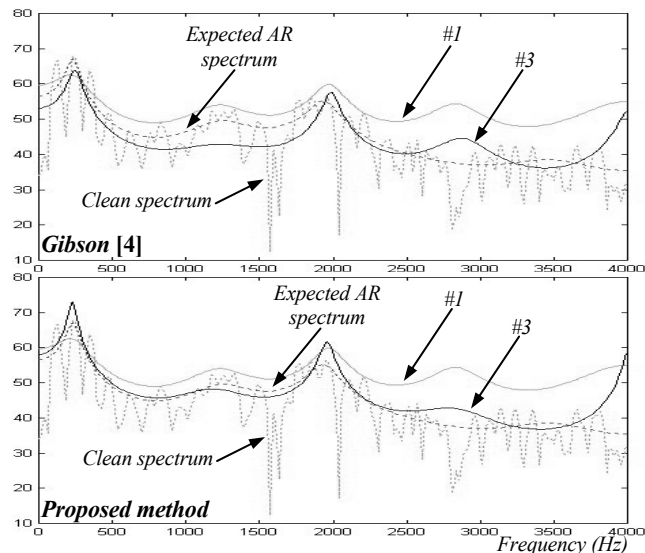 80
70
60
50
40
30
20
10
Expected AR
spectrum
#1
#3
Clean spectrum
Gibson [4]
0 500 1000 1500 2000 2500 3000 3500 4000
80
70
60
50
40
30
20
10
Expected AR
spectrum
#1
#3
Clean spectrum
Proposed method
0 500 1000 1500 2000 2500 3000 3500 4000
Frequency (Hz)